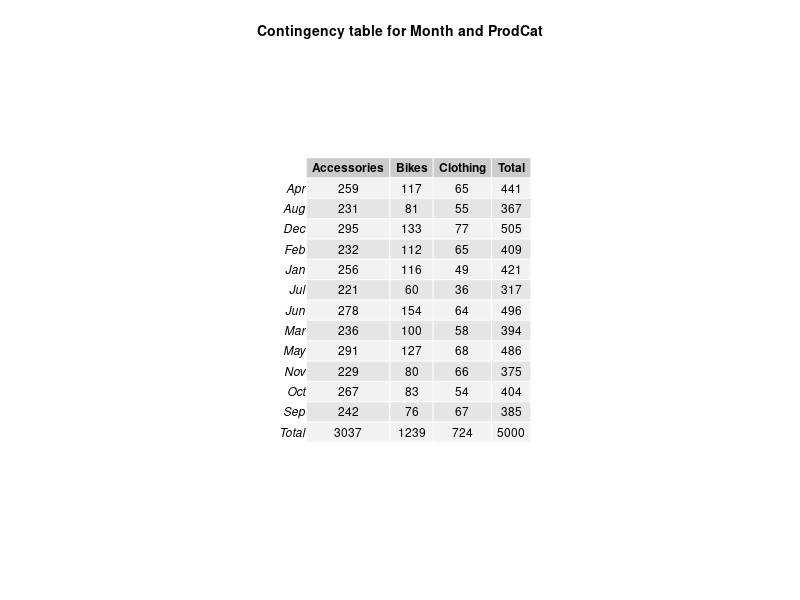 Contingency table for Month and ProdCat
Accessories Bikes Clothing Total
Apr 259 117 65 441
Aug 231 81 55 367
Dec 295 133 77 505
Feb 232 112 65 409
Jan 256 116 49 421
Jul 221 60 36 317
Jun 278 154 64 496
Mar 236 100 58 394
May 291 127 68 486
Nov 229 80 66 375
Oct 267 83 54 404
Sep 242 76 67 385
Total 3037 1239 724 5000